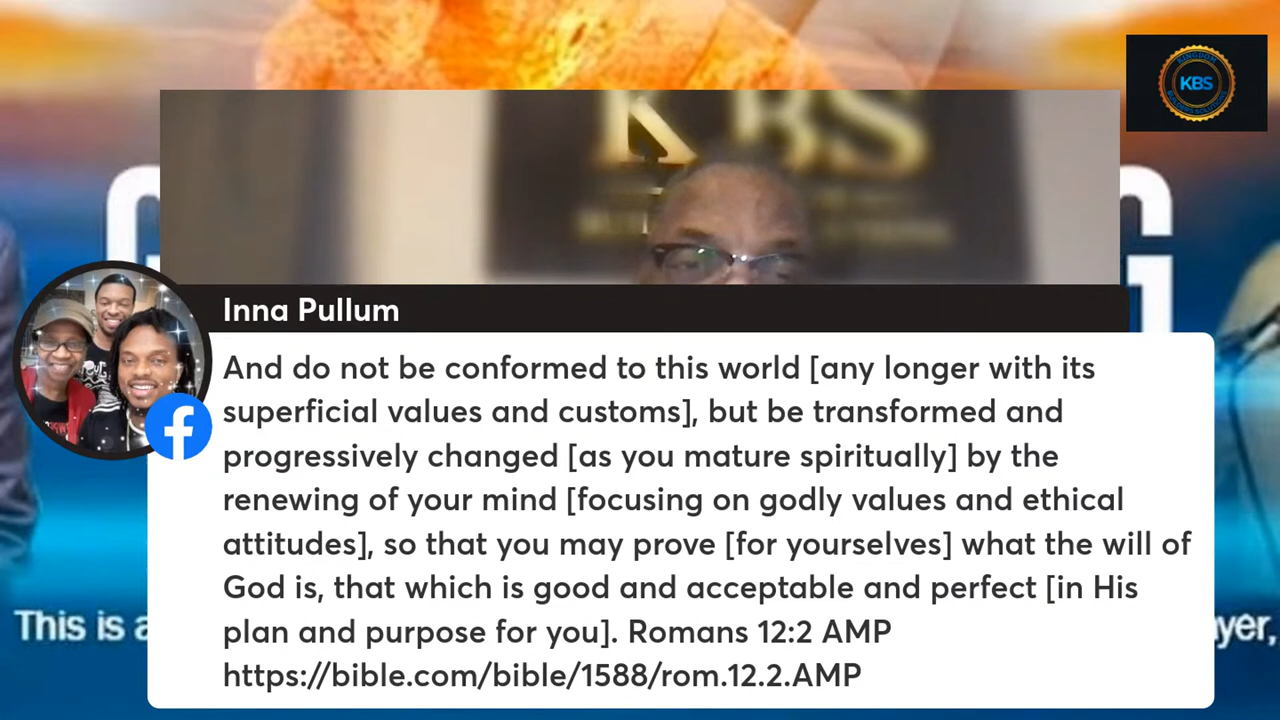 KINGDOM
KBS
BUILDERS SOLUTIONS
KBS
Inna Pullum
And do not be conformed to this world [any longer with its
superficial values and customs], but be transformed and
progressively changed [as you mature spiritually] by the
renewing of your mind [focusing on godly values and ethical
attitudes], so that you may prove [for yourselves] what the will of
God is, that which is good and acceptable and perfect [in His
plan and purpose for you]. Romans 12:2 AMP
https://bible.com/bible/1588/rom.12.2.AMP
This is a